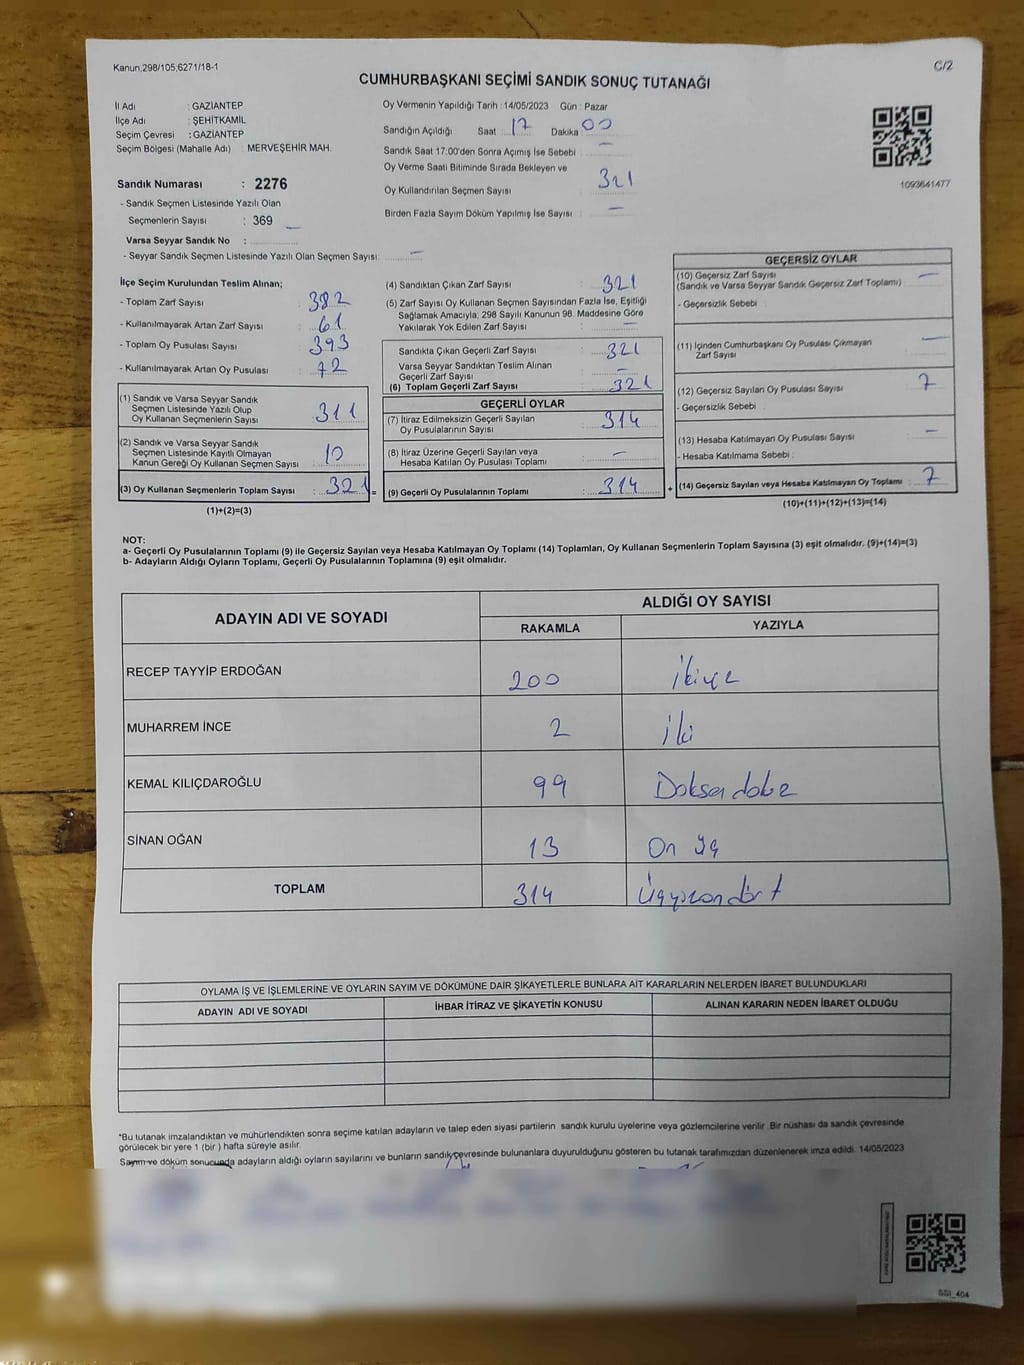 Kanun,298/105,6271/18-1
C/2
CUMHURBAŞKANI SEÇİMİ SANDIK SONUÇ TUTANAĞI
İl Adı : GAZİANTEP
İlçe Adı : ŞEHİTKAMİL
Seçim Çevresi : GAZİANTEP
Seçim Bölgesi (Mahalle Adı) MERVEŞEHİR MAH.
Sandık Numarası : 2276
- Sandık Seçmen Listesinde Yazılı Olan
Seçmenlerin Sayısı : 369
Varsa Seyyar Sandık No :
- Seyyar Sandık Seçmen Listesinde Yazılı Olan Seçmen Sayısı: —
Oy Vermenin Yapıldığı Tarih : 14/05/2023 Gün : Pazar
Sandığın Açıldığı Saat 17 Dakika 00
Sandık Saat 17:00'den Sonra Açımış İse Sebebi : —
Oy Verme Saati Bitiminde Sırada Bekleyen ve
Oy Kullandırılan Seçmen Sayısı : 321
Birden Fazla Sayım Döküm Yapılmış İse Sayısı : —
1093641477
İlçe Seçim Kurulundan Teslim Alınan;
- Toplam Zarf Sayısı : 382
- Kullanılmayarak Artan Zarf Sayısı : 61
- Toplam Oy Pusulası Sayısı : 393
- Kullanılmayarak Artan Oy Pusulası : 72
(1) Sandık ve Varsa Seyyar Sandık
Seçmen Listesinde Yazılı Olup
Oy Kullanan Seçmenlerin Sayısı : 311
(2) Sandık ve Varsa Seyyar Sandık
Seçmen Listesinde Kayıtlı Olmayan
Kanun Gereği Oy Kullanan Seçmen Sayısı : 10
(3) Oy Kullanan Seçmenlerin Toplam Sayısı : 321 =
(1)+(2)=(3)
(4) Sandıktan Çıkan Zarf Sayısı : 321
(5) Zarf Sayısı Oy Kullanan Seçmen Sayısından Fazla İse, Eşitliği
Sağlamak Amacıyla; 298 Sayılı Kanunun 98. Maddesine Göre
Yakılarak Yok Edilen Zarf Sayısı : —
Sandıkta Çıkan Geçerli Zarf Sayısı : 321
Varsa Seyyar Sandıktan Teslim Alınan
Geçerli Zarf Sayısı : —
(6) Toplam Geçerli Zarf Sayısı : 321
GEÇERLİ OYLAR
(7) İtiraz Edilmeksizin Geçerli Sayılan
Oy Pusulalarının Sayısı : 314
(8) İtiraz Üzerine Geçerli Sayılan veya
Hesaba Katılan Oy Pusulası Toplamı : —
(9) Geçerli Oy Pusulalarının Toplamı : 314 +
GEÇERSİZ OYLAR
(10) Geçersiz Zarf Sayısı
(Sandık ve Varsa Seyyar Sandık Geçersiz Zarf Toplamı) : —
- Geçersizlik Sebebi :
(11) İçinden Cumhurbaşkanı Oy Pusulası Çıkmayan
Zarf Sayısı : —
(12) Geçersiz Sayılan Oy Pusulası Sayısı : 7
- Geçersizlik Sebebi :
(13) Hesaba Katılmayan Oy Pusulası Sayısı : —
- Hesaba Katılmama Sebebi :
(14) Geçersiz Sayılan veya Hesaba Katılmayan Oy Toplamı : 7
(10)+(11)+(12)+(13)=(14)
NOT:
a- Geçerli Oy Pusulalarının Toplamı (9) ile Geçersiz Sayılan veya Hesaba Katılmayan Oy Toplamı (14) Toplamları, Oy Kullanan Seçmenlerin Toplam Sayısına (3) eşit olmalıdır. (9)+(14)=(3)
b- Adayların Aldığı Oyların Toplamı, Geçerli Oy Pusulalarının Toplamına (9) eşit olmalıdır.
ADAYIN ADI VE SOYADI ALDIĞI OY SAYISI
RAKAMLA YAZIYLA
RECEP TAYYİP ERDOĞAN 200 ikiyüz
MUHARREM İNCE 2 iki
KEMAL KILIÇDAROĞLU 99 Doksandokuz
SİNAN OĞAN 13 On üç
TOPLAM 314 Üçyüzondört
OYLAMA İŞ VE İŞLEMLERİNE VE OYLARIN SAYIM VE DÖKÜMÜNE DAİR ŞİKAYETLERLE BUNLARA AİT KARARLARIN NELERDEN İBARET BULUNDUKLARI
ADAYIN ADI VE SOYADI İHBAR İTİRAZ VE ŞİKAYETİN KONUSU ALINAN KARARIN NEDEN İBARET OLDUĞU
*Bu tutanak imzalandıktan ve mühürlendikten sonra seçime katılan adayların ve talep eden siyasi partilerin sandık kurulu üyelerine veya gözlemcilerine verilir .Bir nüshası da sandık çevresinde
görülecek bir yere 1 (bir ) hafta süreyle asılır.
Sayım ve döküm sonucunda adayların aldığı oyların sayılarını ve bunların sandık çevresinde bulunanlara duyurulduğunu gösteren bu tutanak tarafımızdan düzenlenerek imza edildi. 14/05/2023